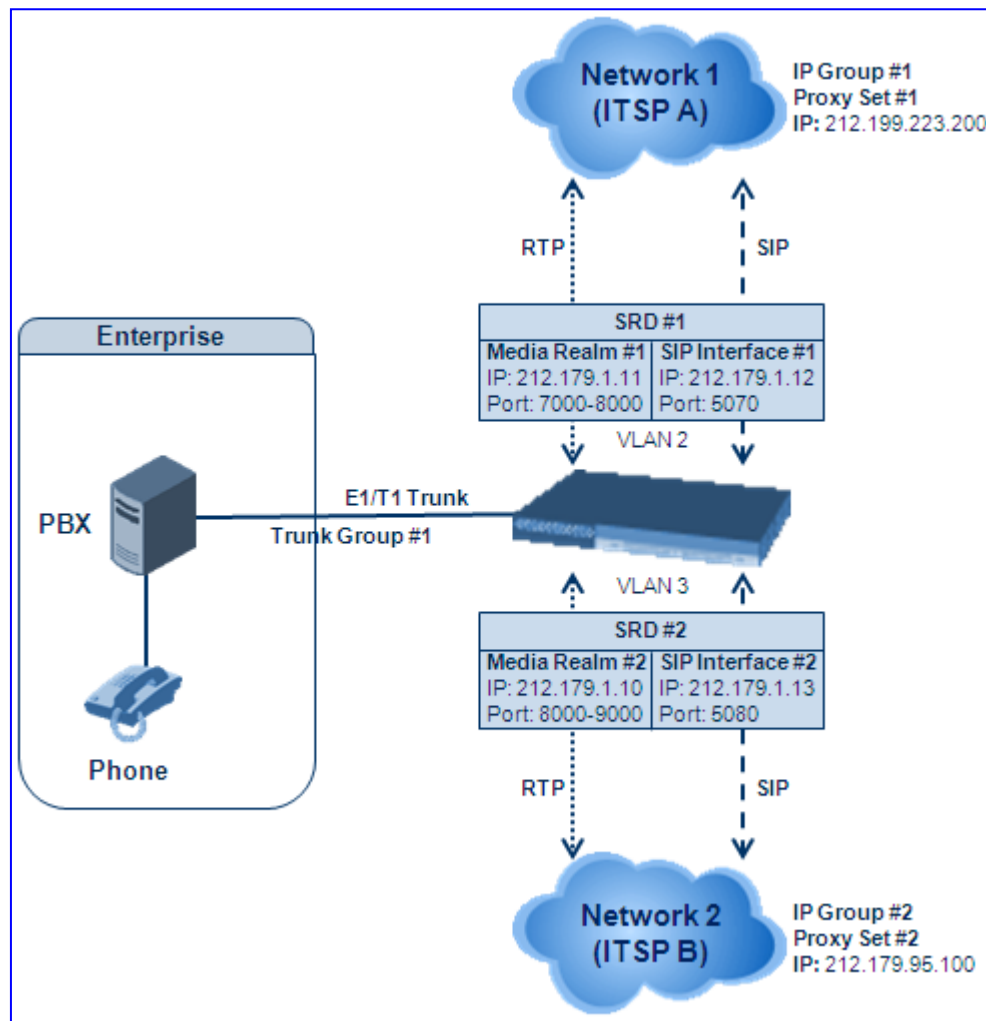 Network 1
(ITSP A)
IP Group #1
Proxy Set #1
IP: 212.199.223.200
RTP
SIP
SRD #1
Media Realm #1
IP: 212.179.1.11
Port: 7000-8000
SIP Interface #1
IP: 212.179.1.12
Port: 5070
VLAN 2
Enterprise
PBX
E1/T1 Trunk
Trunk Group #1
Phone
VLAN 3
SRD #2
Media Realm #2
IP: 212.179.1.10
Port: 8000-9000
SIP Interface #2
IP: 212.179.1.13
Port: 5080
RTP
SIP
Network 2
(ITSP B)
IP Group #2
Proxy Set #2
IP: 212.179.95.100